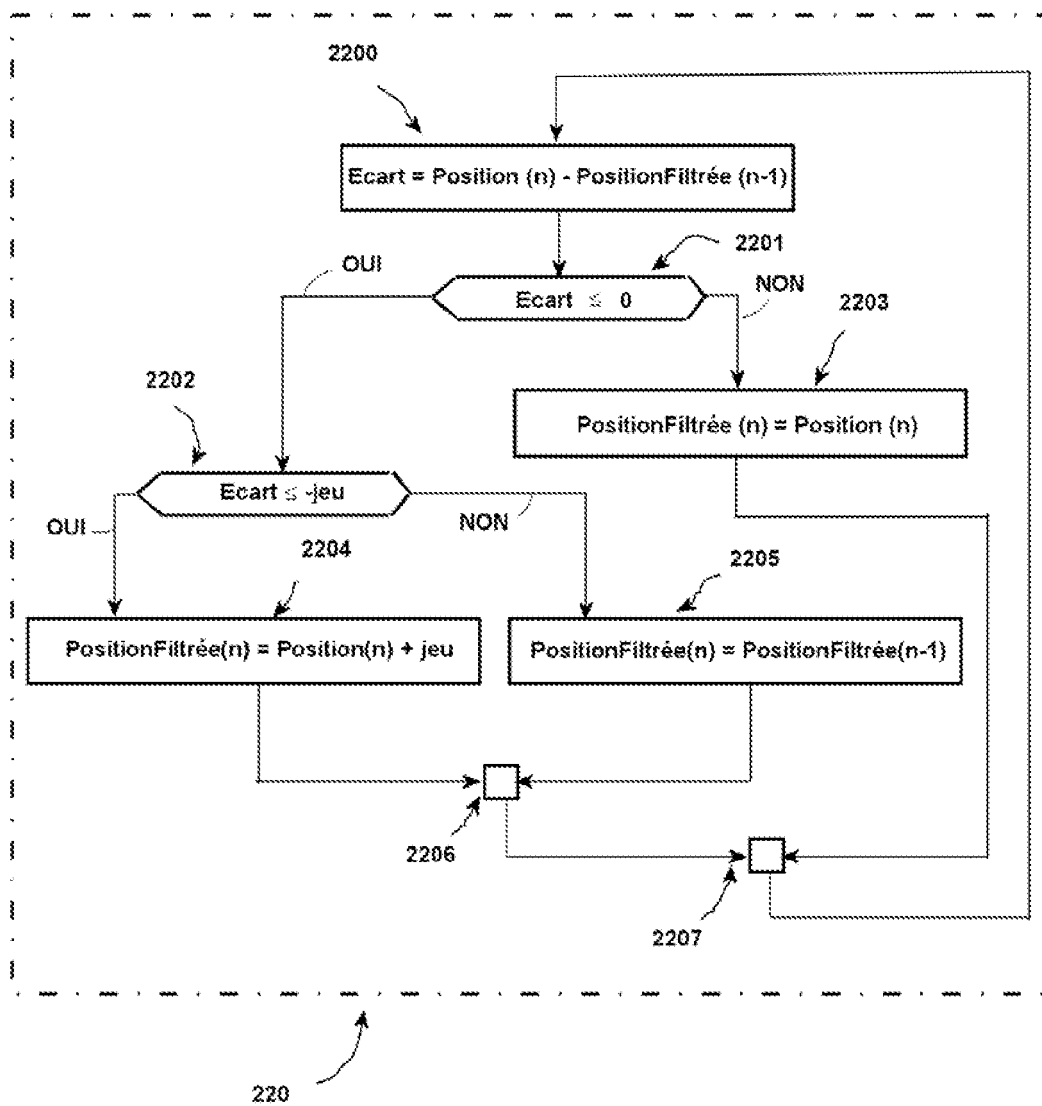 2200
Ecart = Position (n) - PositionFiltrée (n-1)
2201
OUI
NON
Ecart ≤ 0
2203
2202
PositionFiltrée (n) = Position (n)
Ecart ≤ -jeu
OUI
NON
2204
2205
PositionFiltrée(n) = Position(n) + jeu
PositionFiltrée(n) = PositionFiltrée(n-1)
2206
2207
220